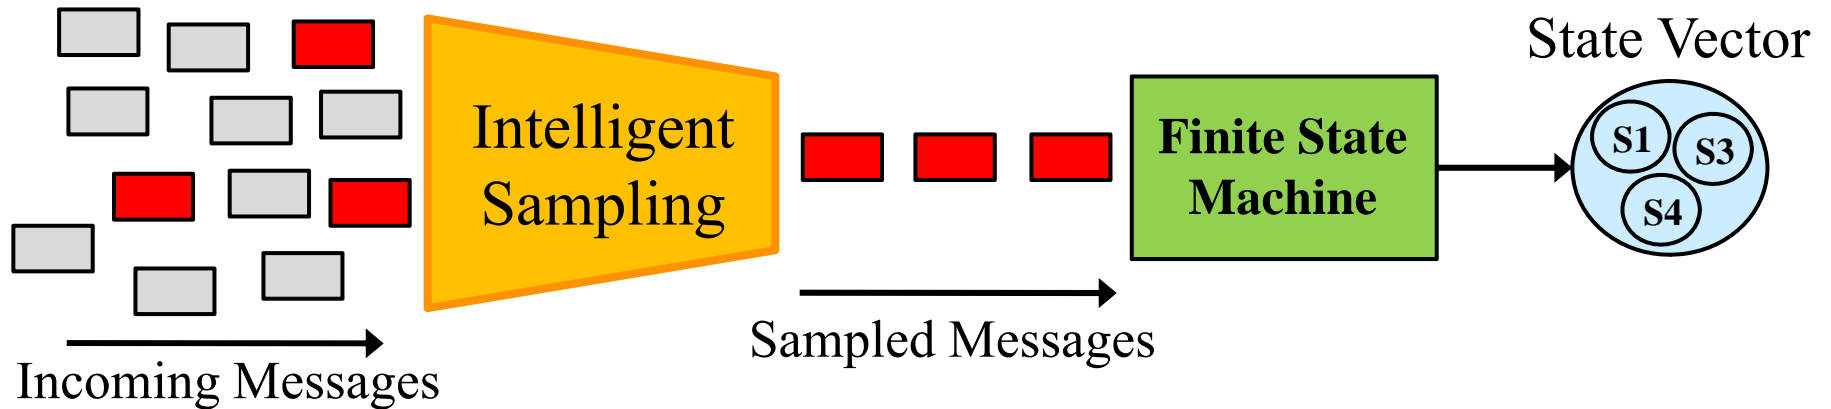 State Vector
Intelligent
Sampling
Finite State
Machine
S1
S3
S4
Sampled Messages
Incoming Messages